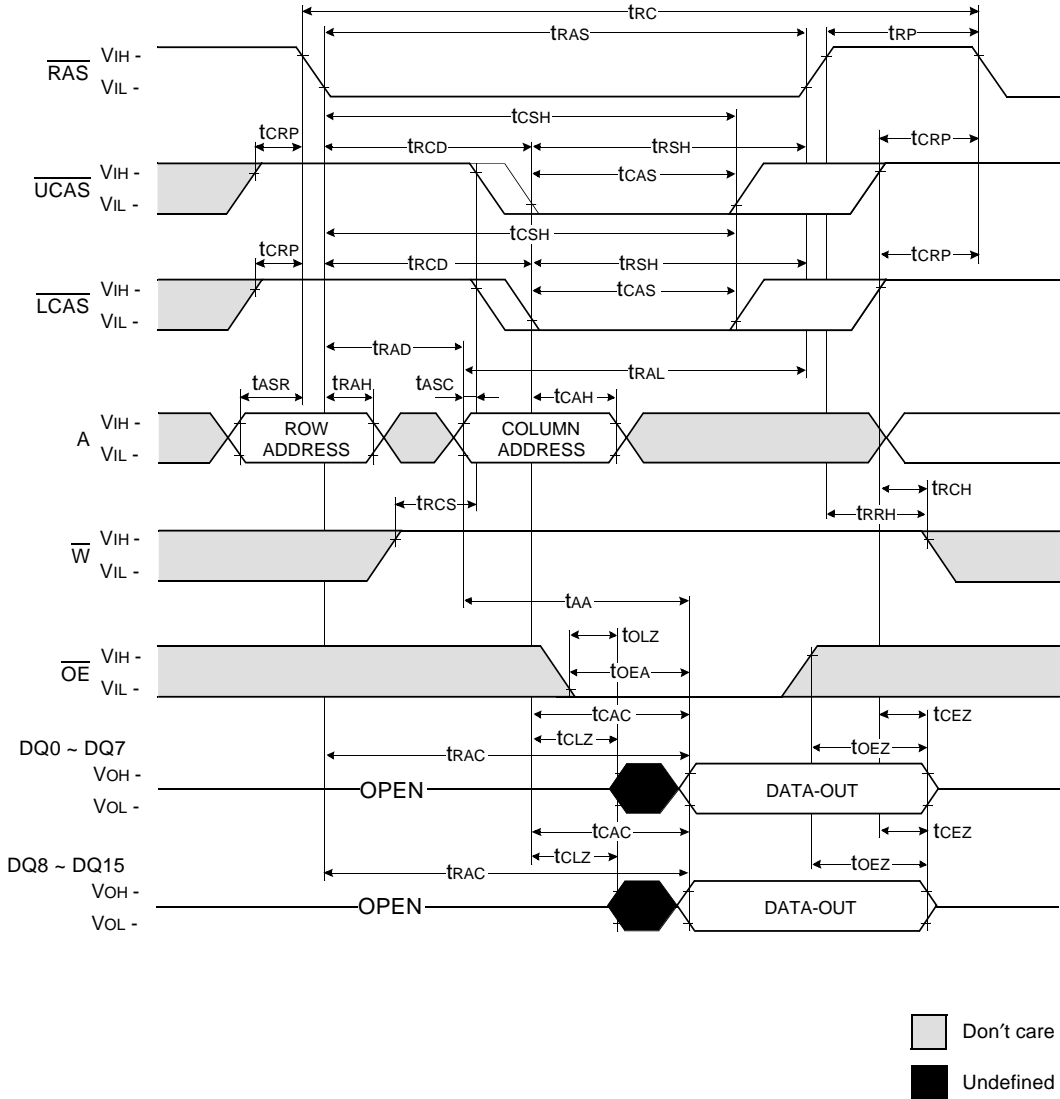 tRC
tRAS
tRP
RAS
VIH -
VIL -
tCSH
tCRP
tRCD
tRSH
tCRP
UCAS
VIH -
VIL -
tCAS
tCSH
tCRP
tRCD
tRSH
tCRP
LCAS
VIH -
VIL -
tCAS
tRAD
tRAL
tASR
tRAH
tASC
tCAH
A
VIH -
VIL -
ROW
ADDRESS
COLUMN
ADDRESS
tRCS
tRCH
tRRH
W
VIH -
VIL -
tAA
tOLZ
OE
VIH -
VIL -
tOEA
tCAC
tCEZ
tCLZ
tOEZ
DQ0 ~ DQ7
tRAC
VOH -
VOL -
OPEN
DATA-OUT
tCAC
tCEZ
tCLZ
tOEZ
DQ8 ~ DQ15
tRAC
VOH -
VOL -
OPEN
DATA-OUT
Don′t care
Undefined